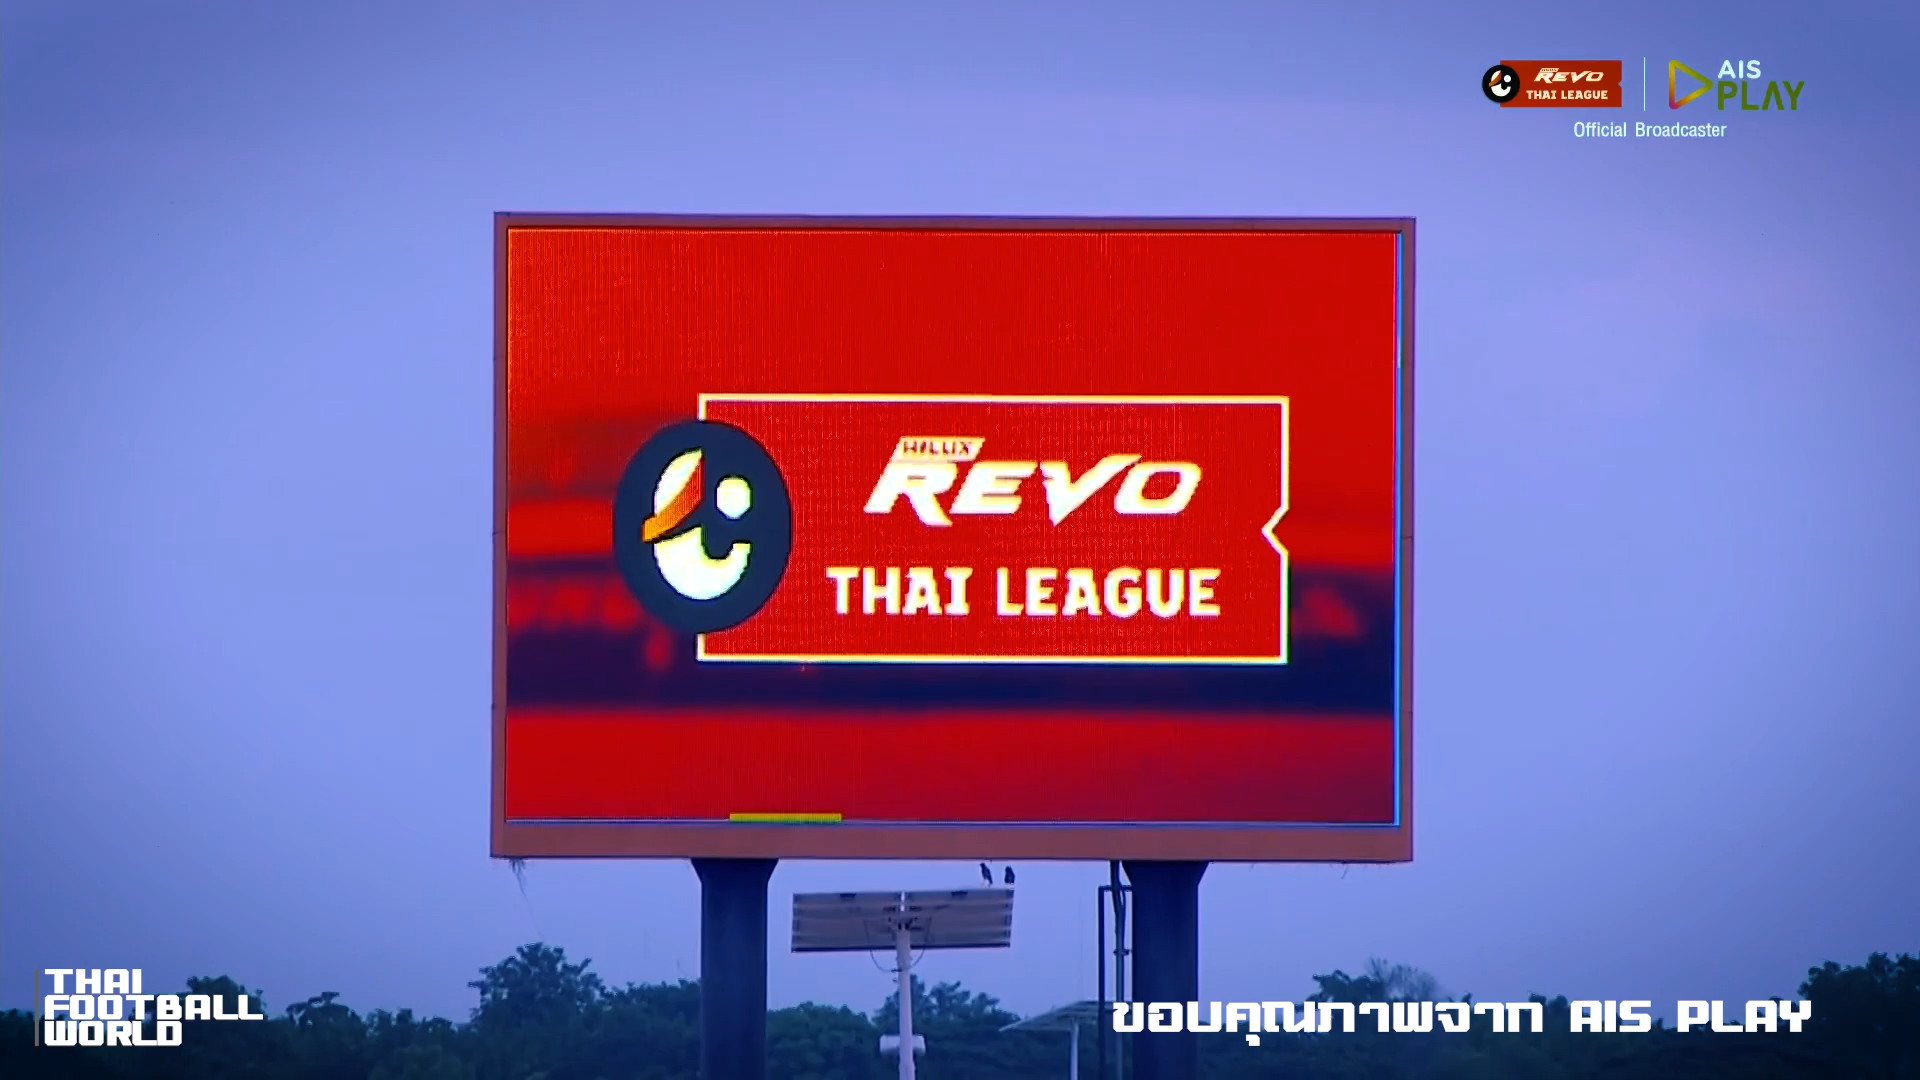 REVO
THAI LEAGUE
AIS
PLAY
Official Broadcaster
HILUX
REVO
THAI LEAGUE
THAI
FOOTBALL
WORLD
ขอบคุณภาพจาก AIS PLAY